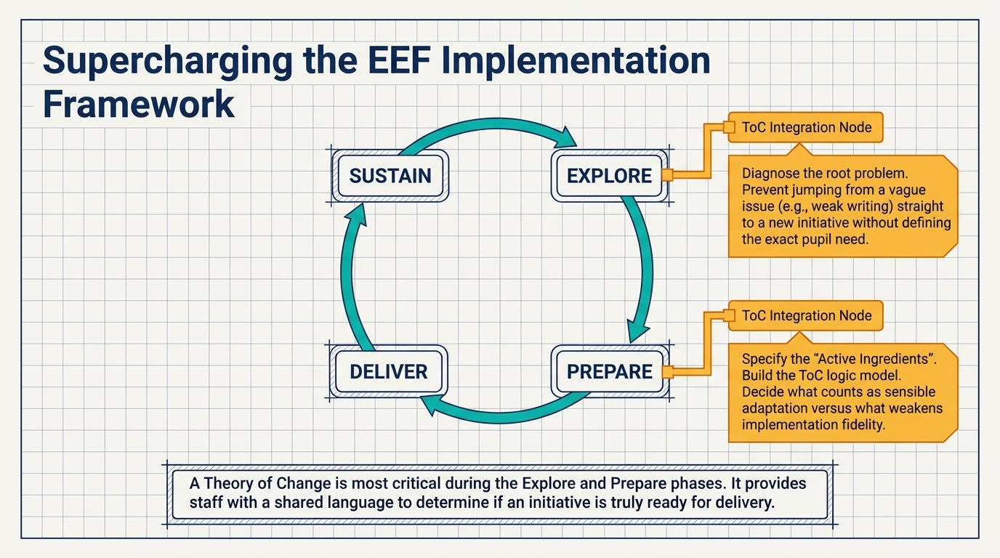 Supercharging the EEF Implementation
Framework
SUSTAIN
EXPLORE
ToC Integration Node
Diagnose the root problem.
Prevent jumping from a vague
issue (e.g., weak writing) straight
to a new initiative without defining
the exact pupil need.
DELIVER
PREPARE
ToC Integration Node
Specify the "Active Ingredients".
Build the ToC logic model.
Decide what counts as sensible
adaptation versus what weakens
implementation fidelity.
A Theory of Change is most critical during the Explore and Prepare phases. It provides
staff with a shared language to determine if an initiative is truly ready for delivery.